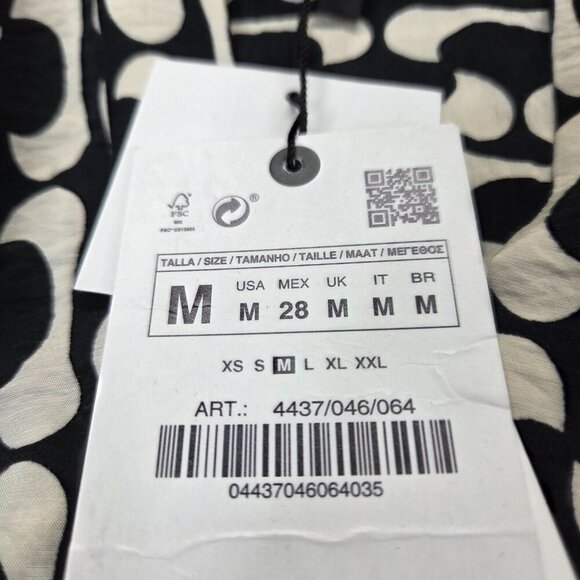 FSC
MIX
TALLA / SIZE / TAMANHO / TAILLE / MAAT / ΜΕΓΕΘΟΣ
M USA MEX UK IT BR
M 28 M M M
XS S M L XL XXL
ART.: 4437/046/064
04437046064035